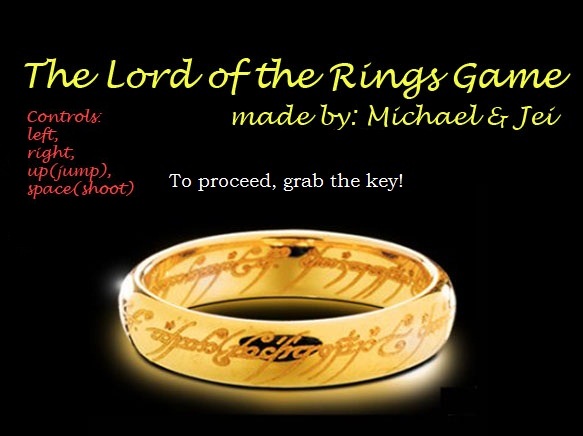 The Lord of the Rings Game
made by: Michael & Jei
Controls:
left,
right,
up(jump),
space(shoot)
To proceed, grab the key!